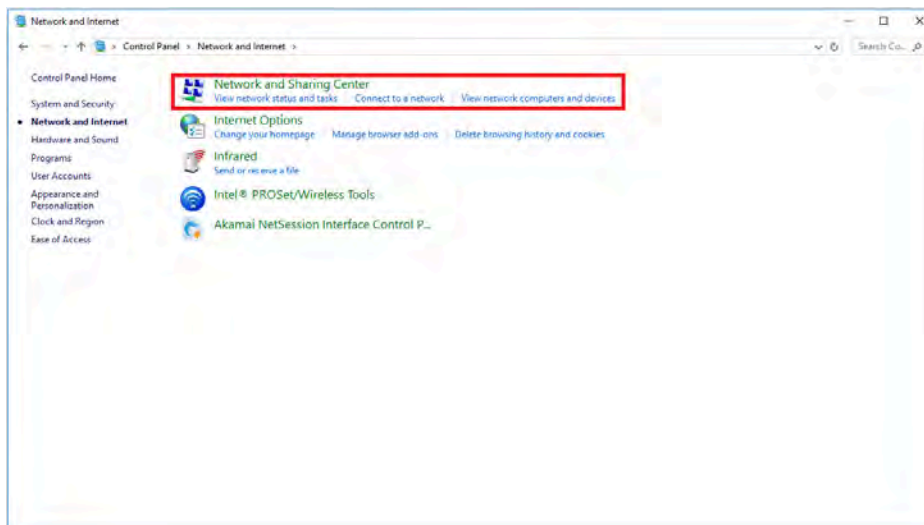 Network and Internet
Control Panel > Network and Internet >
Search Co...
Control Panel Home
System and Security
Network and Internet
Hardware and Sound
Programs
User Accounts
Appearance and
Personalization
Clock and Region
Ease of Access
Network and Sharing Center
View network status and tasks Connect to a network View network computers and devices
Internet Options
Change your homepage Manage browser add-ons Delete browsing history and cookies
Infrared
Send or receive a file
Intel® PROSet/Wireless Tools
Akamai NetSession Interface Control P...